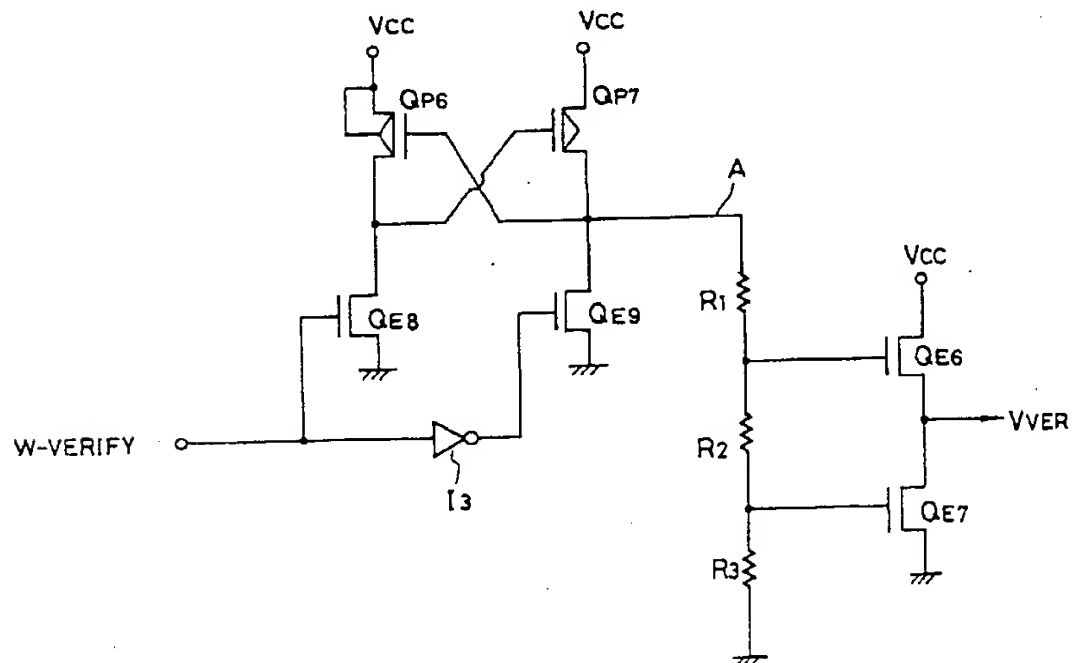 VCC
VCC
QP6
QP7
A
VCC
R1
QE8
QE9
QE6
W-VERIFY
VVER
R2
I3
QE7
R3